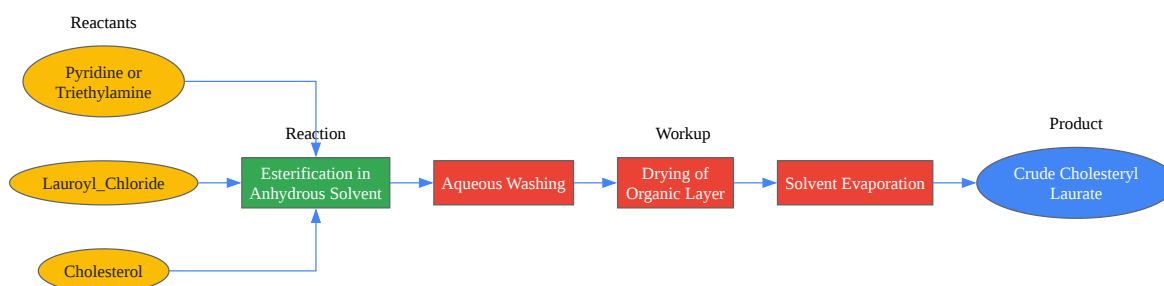 Reactants
Pyridine or
Triethylamine
Lauroyl_Chloride
Cholesterol
Reaction
Esterification in
Anhydrous Solvent
Aqueous Washing
Workup
Drying of
Organic Layer
Solvent Evaporation
Product
Crude Cholesteryl
Laurate